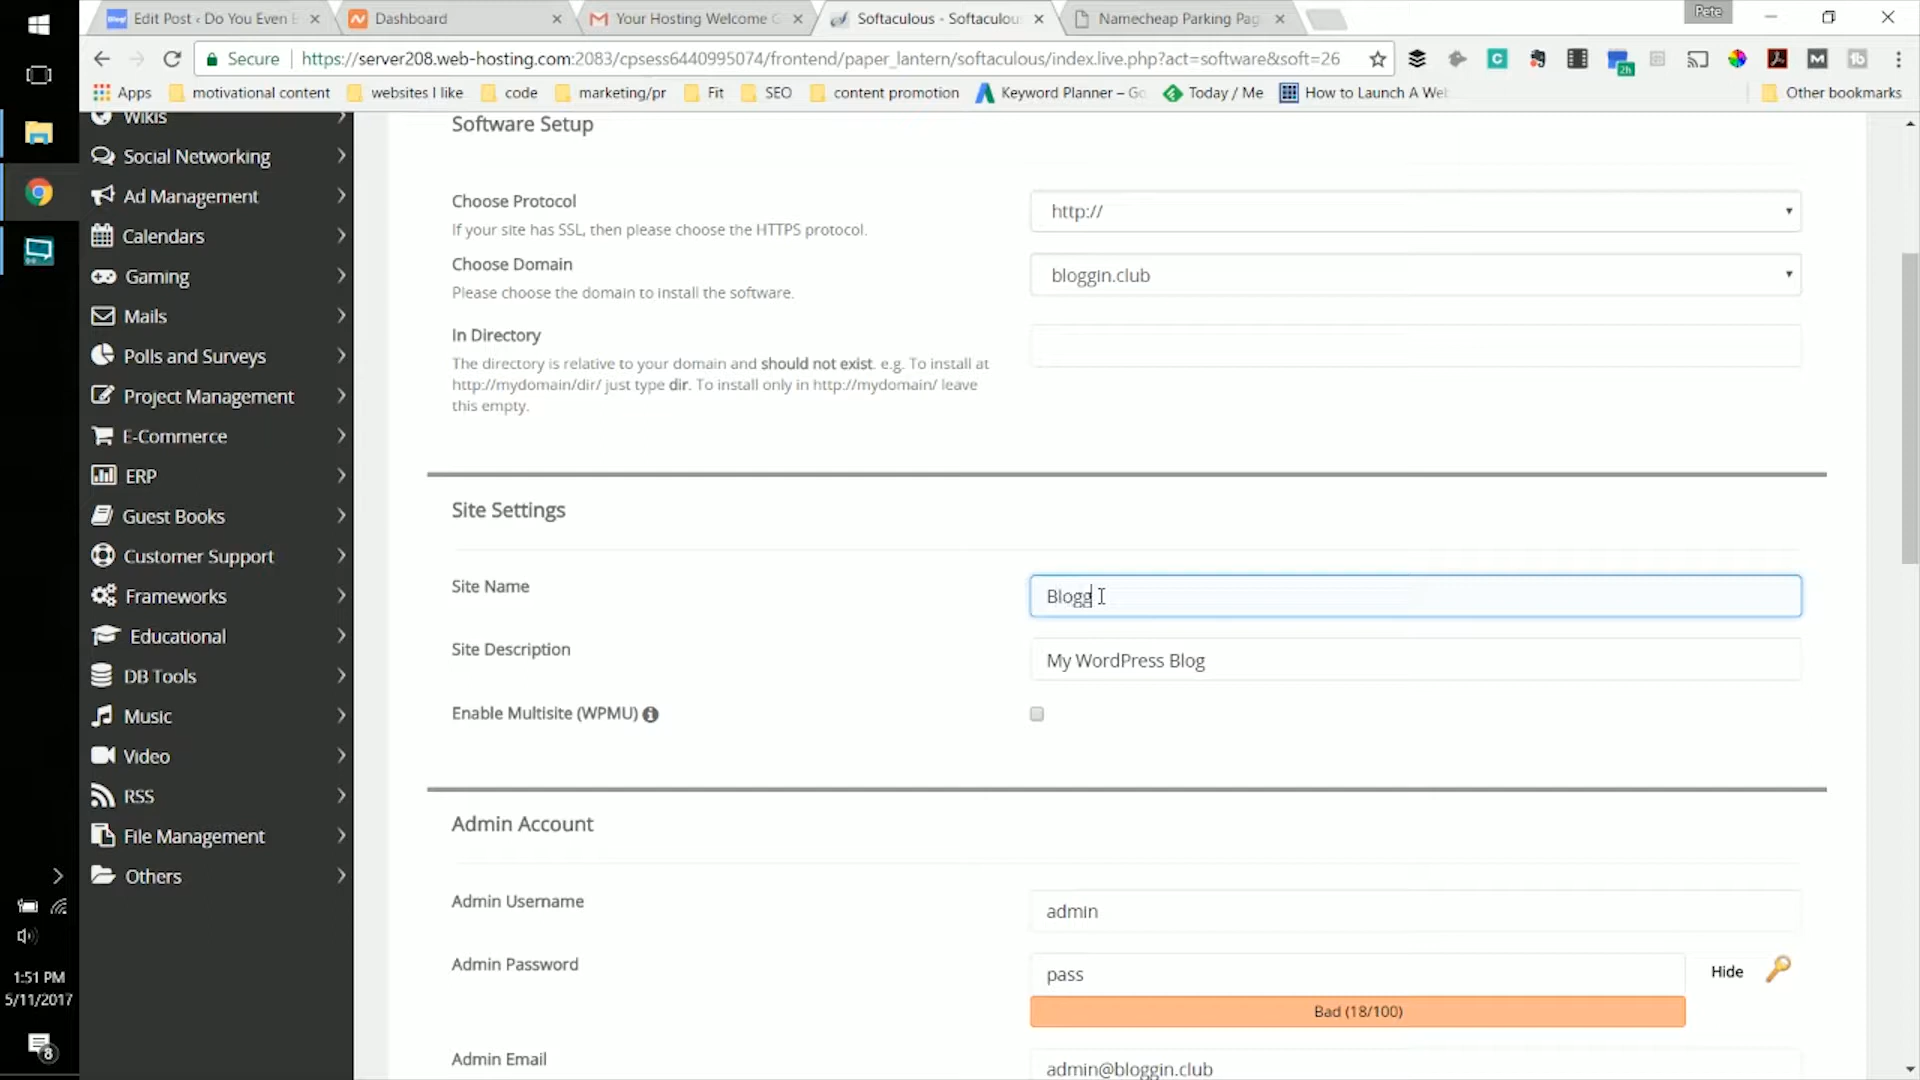 Edit Post ‹ Do You Even
Dashboard
Your Hosting Welcome
Softaculous - Softaculou
Namecheap Parking Pag
Pete
Secure
https://server208.web-hosting.com:2083/cpsess6440995074/frontend/paper_lantern/softaculous/index.live.php?act=software&soft=26
2h
Apps
motivational content
websites I like
code
marketing/pr
Fit
SEO
content promotion
Keyword Planner – Go
Today / Me
How to Launch A We
Other bookmarks
Wikis
Social Networking
Ad Management
Calendars
Gaming
Mails
Polls and Surveys
Project Management
E-Commerce
ERP
Guest Books
Customer Support
Frameworks
Educational
DB Tools
Music
Video
RSS
File Management
Others
Software Setup
Choose Protocol
If your site has SSL, then please choose the HTTPS protocol.
http://
Choose Domain
Please choose the domain to install the software.
bloggin.club
In Directory
The directory is relative to your domain and should not exist. e.g. To install at
http://mydomain/dir/ just type dir. To install only in http://mydomain/ leave
this empty.
Site Settings
Site Name
Blogg
Site Description
My WordPress Blog
Enable Multisite (WPMU)
Admin Account
Admin Username
admin
Admin Password
pass
Hide
Bad (18/100)
Admin Email
admin@bloggin.club
1:51 PM
5/11/2017
8